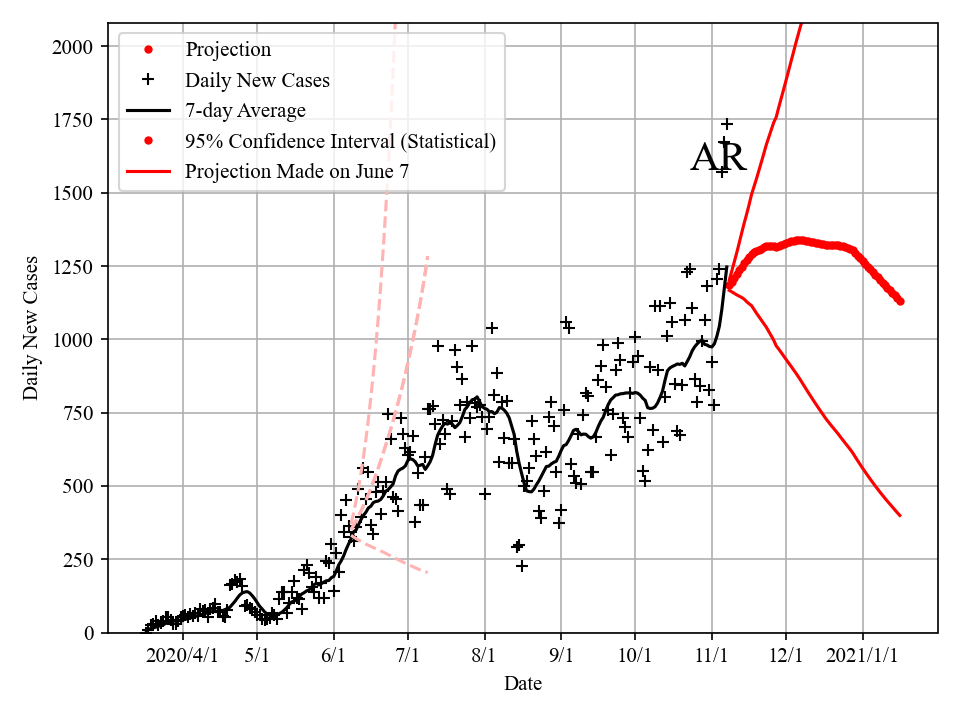 2000
1750
1500
1250
1000
750
500
250
0
Daily New Cases
Projection
Daily New Cases
7-day Average
95% Confidence Interval (Statistical)
Projection Made on June 7
AR
2020/4/1 5/1 6/1 7/1 8/1 9/1 10/1 11/1 12/1 2021/1/1
Date